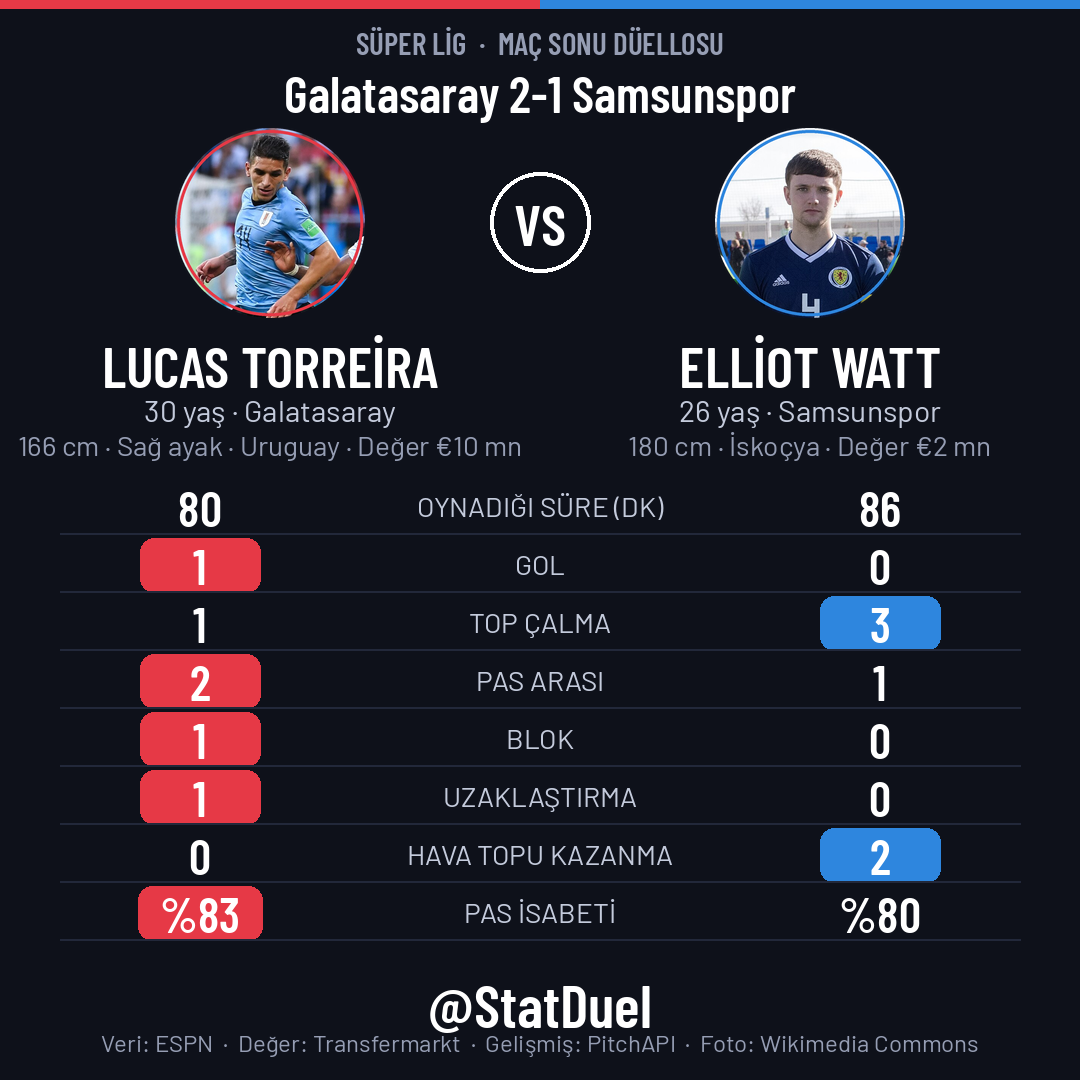 SÜPER LİG · MAÇ SONU DÜELLOSU
Galatasaray 2-1 Samsunspor
14
VS
4
adidas
LUCAS TORREİRA
ELLİOT WATT
30 yaş · Galatasaray
26 yaş · Samsunspor
166 cm · Sağ ayak · Uruguay · Değer €10 mn
180 cm · İskoçya · Değer €2 mn
80 OYNADIĞI SÜRE (DK) 86
1 GOL 0
1 TOP ÇALMA 3
2 PAS ARASI 1
1 BLOK 0
1 UZAKLAŞTIRMA 0
0 HAVA TOPU KAZANMA 2
%83 PAS İSABETİ %80
@StatDuel
Veri: ESPN · Değer: Transfermarkt · Gelişmiş: PitchAPI · Foto: Wikimedia Commons